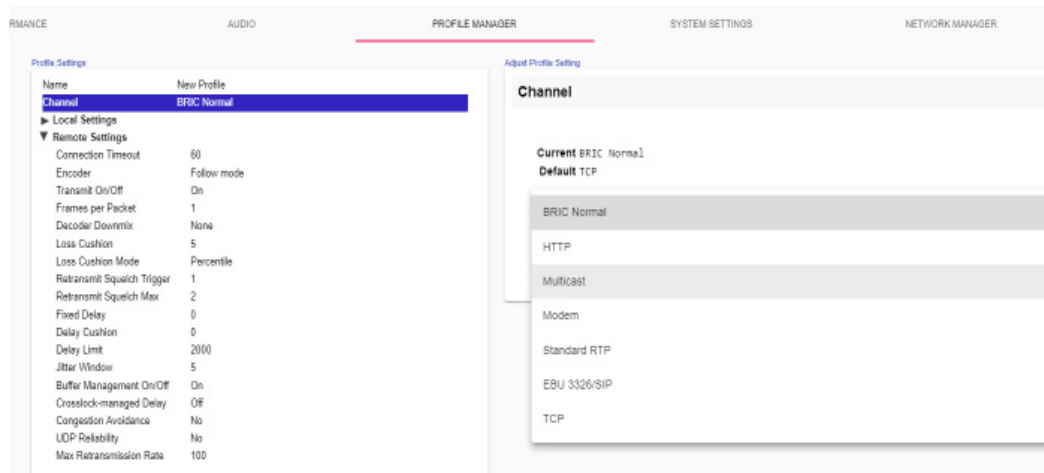 RMANCE AUDIO PROFILE MANAGER SYSTEM SETTINGS NETWORK MANAGER
Profile Settings
Name New Profile
Channel BRIC Normal
Local Settings
Remote Settings
Connection Timeout 60
Encoder Follow mode
Transmit On/Off On
Frames per Packet 1
Decoder Downmix None
Loss Cushion 5
Loss Cushion Mode Percentile
Retransmit Squelch Trigger 1
Retransmit Squelch Max 2
Fixed Delay 0
Delay Cushion 0
Delay Limit 2000
Jitter Window 5
Buffer Management On/Off On
Crosslock-managed Delay Off
Congestion Avoidance No
UDP Reliability No
Max Retransmission Rate 100
Adjust Profile Setting
Channel
Current BRIC Normal
Default TCP
BRIC Normal
HTTP
Multicast
Modem
Standard RTP
EBU 3326/SIP
TCP